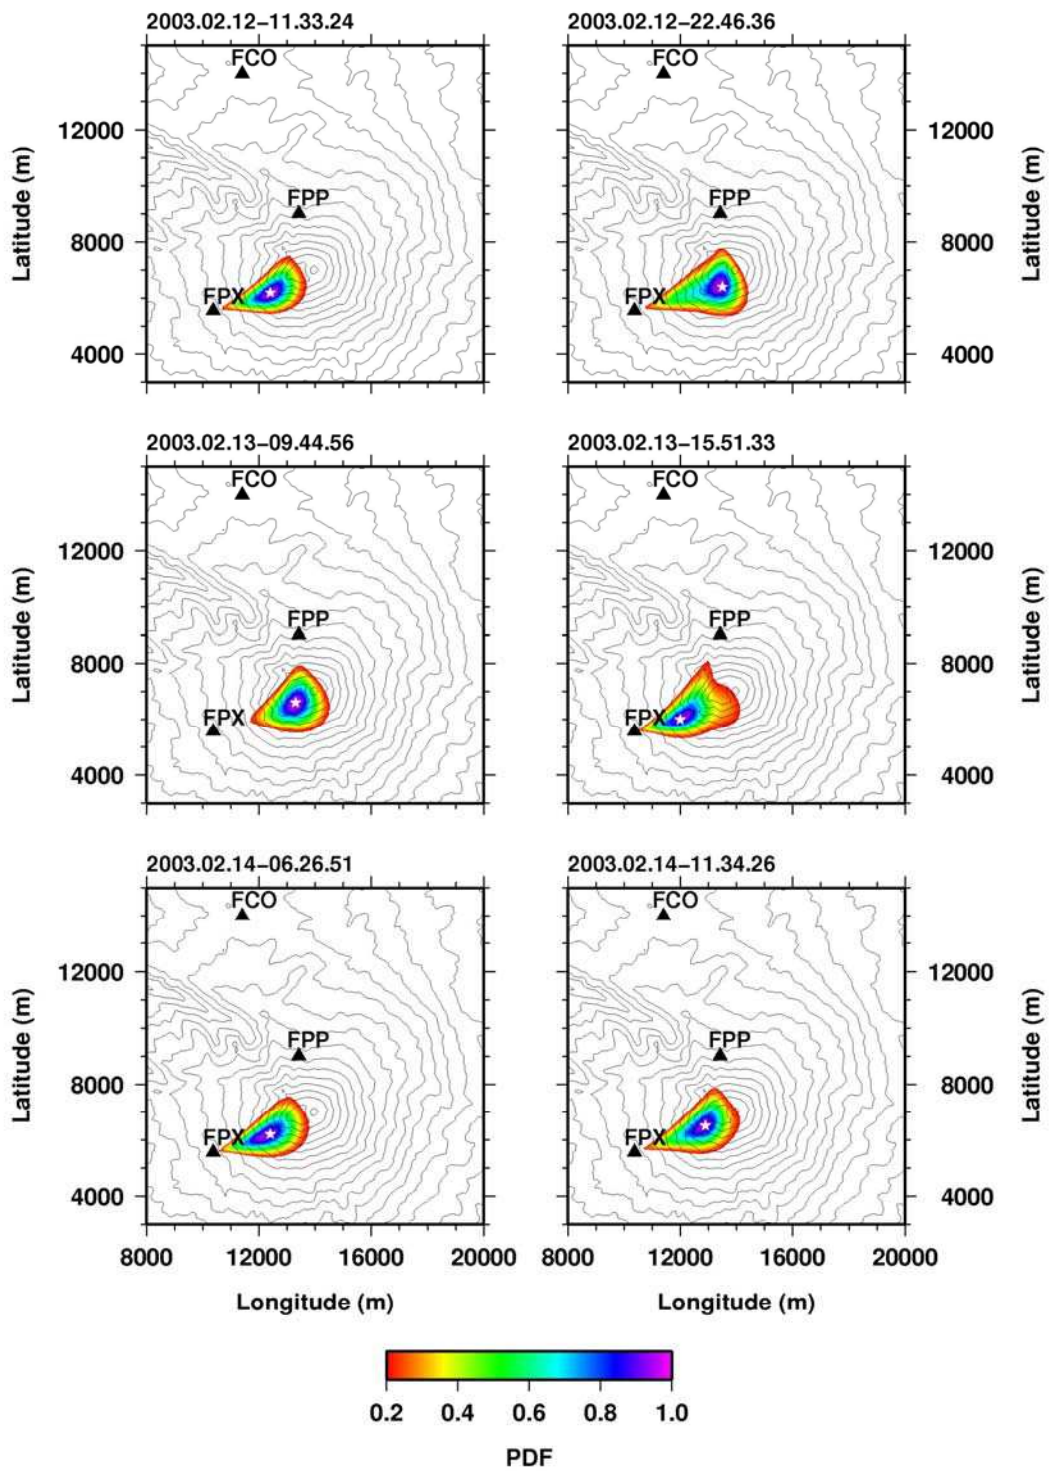 2003.02.12−11.33.24
2003.02.12−22.46.36
FCO
FCO
12000
12000
Latitude (m)
Latitude (m)
FPP
FPP
8000
8000
FPX
FPX
4000
4000
2003.02.13−09.44.56
2003.02.13−15.51.33
FCO
FCO
12000
12000
Latitude (m)
Latitude (m)
FPP
FPP
8000
8000
FPX
FPX
4000
4000
2003.02.14−06.26.51
2003.02.14−11.34.26
FCO
FCO
12000
12000
Latitude (m)
Latitude (m)
FPP
FPP
8000
8000
FPX
FPX
4000
4000
8000 12000 16000 20000
8000 12000 16000 20000
Longitude (m)
Longitude (m)
0.2 0.4 0.6 0.8 1.0
PDF